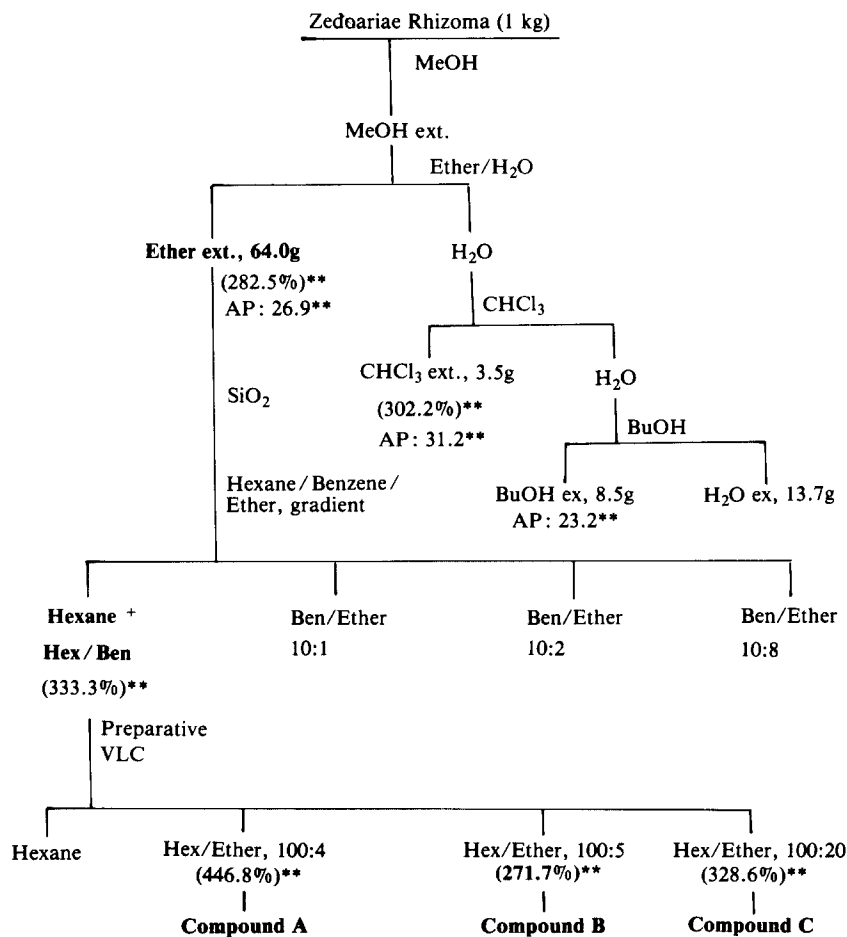 Zedoariae Rhizoma (1 kg)
MeOH
MeOH ext.
Ether/H₂O
Ether ext., 64.0g
(282.5%)**
AP: 26.9**
H₂O
CHCl₃
CHCl₃ ext., 3.5g
(302.2%)**
AP: 31.2**
H₂O
BuOH
BuOH ex, 8.5g
AP: 23.2**
H₂O ex, 13.7g
SiO₂
Hexane/Benzene/
Ether, gradient
Hexane +
Hex/Ben
(333.3%)**
Ben/Ether
10:1
Ben/Ether
10:2
Ben/Ether
10:8
Preparative
VLC
Hexane
Hex/Ether, 100:4
(446.8%)**
Compound A
Hex/Ether, 100:5
(271.7%)**
Compound B
Hex/Ether, 100:20
(328.6%)**
Compound C